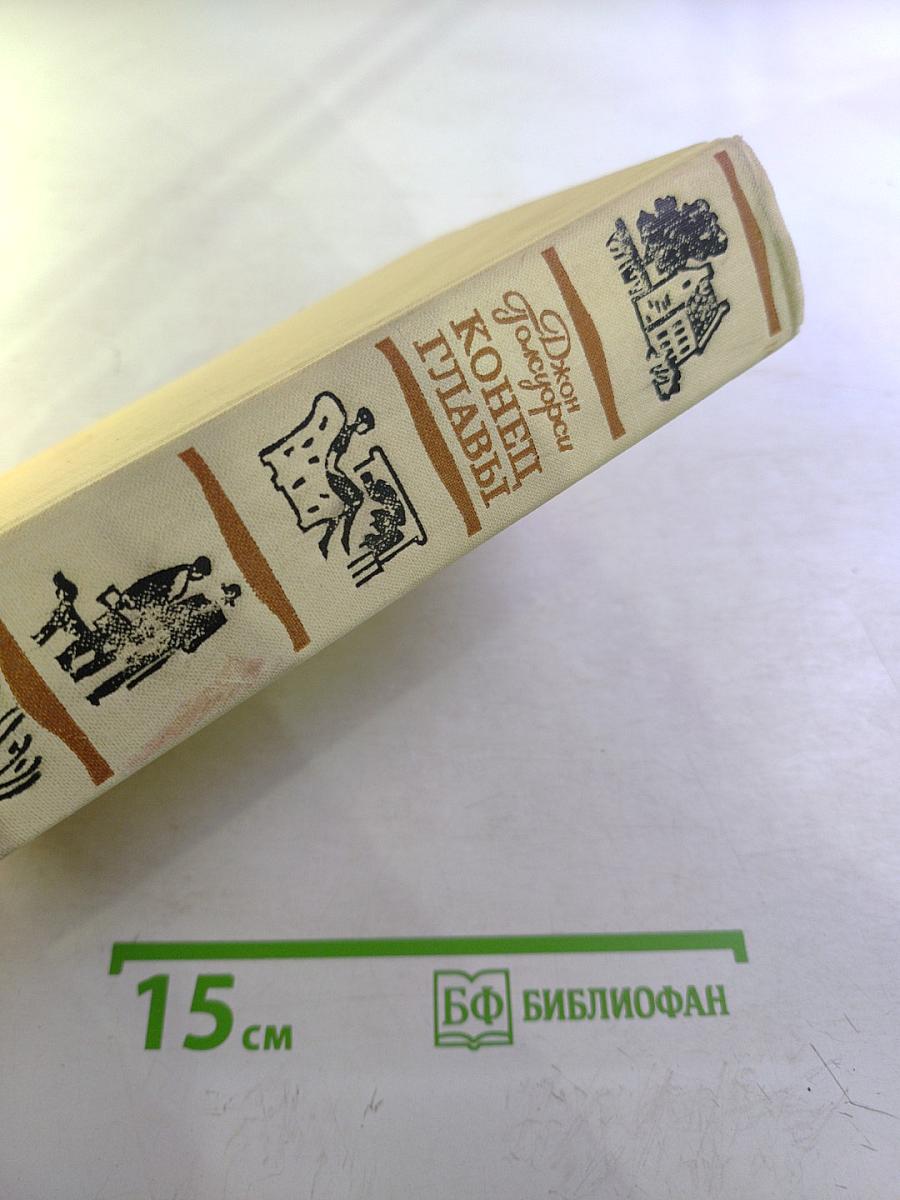 Джон
Голсуорси
КОНЕЦ
ГЛАВЫ
15 см
БФ БИБЛИОФАН